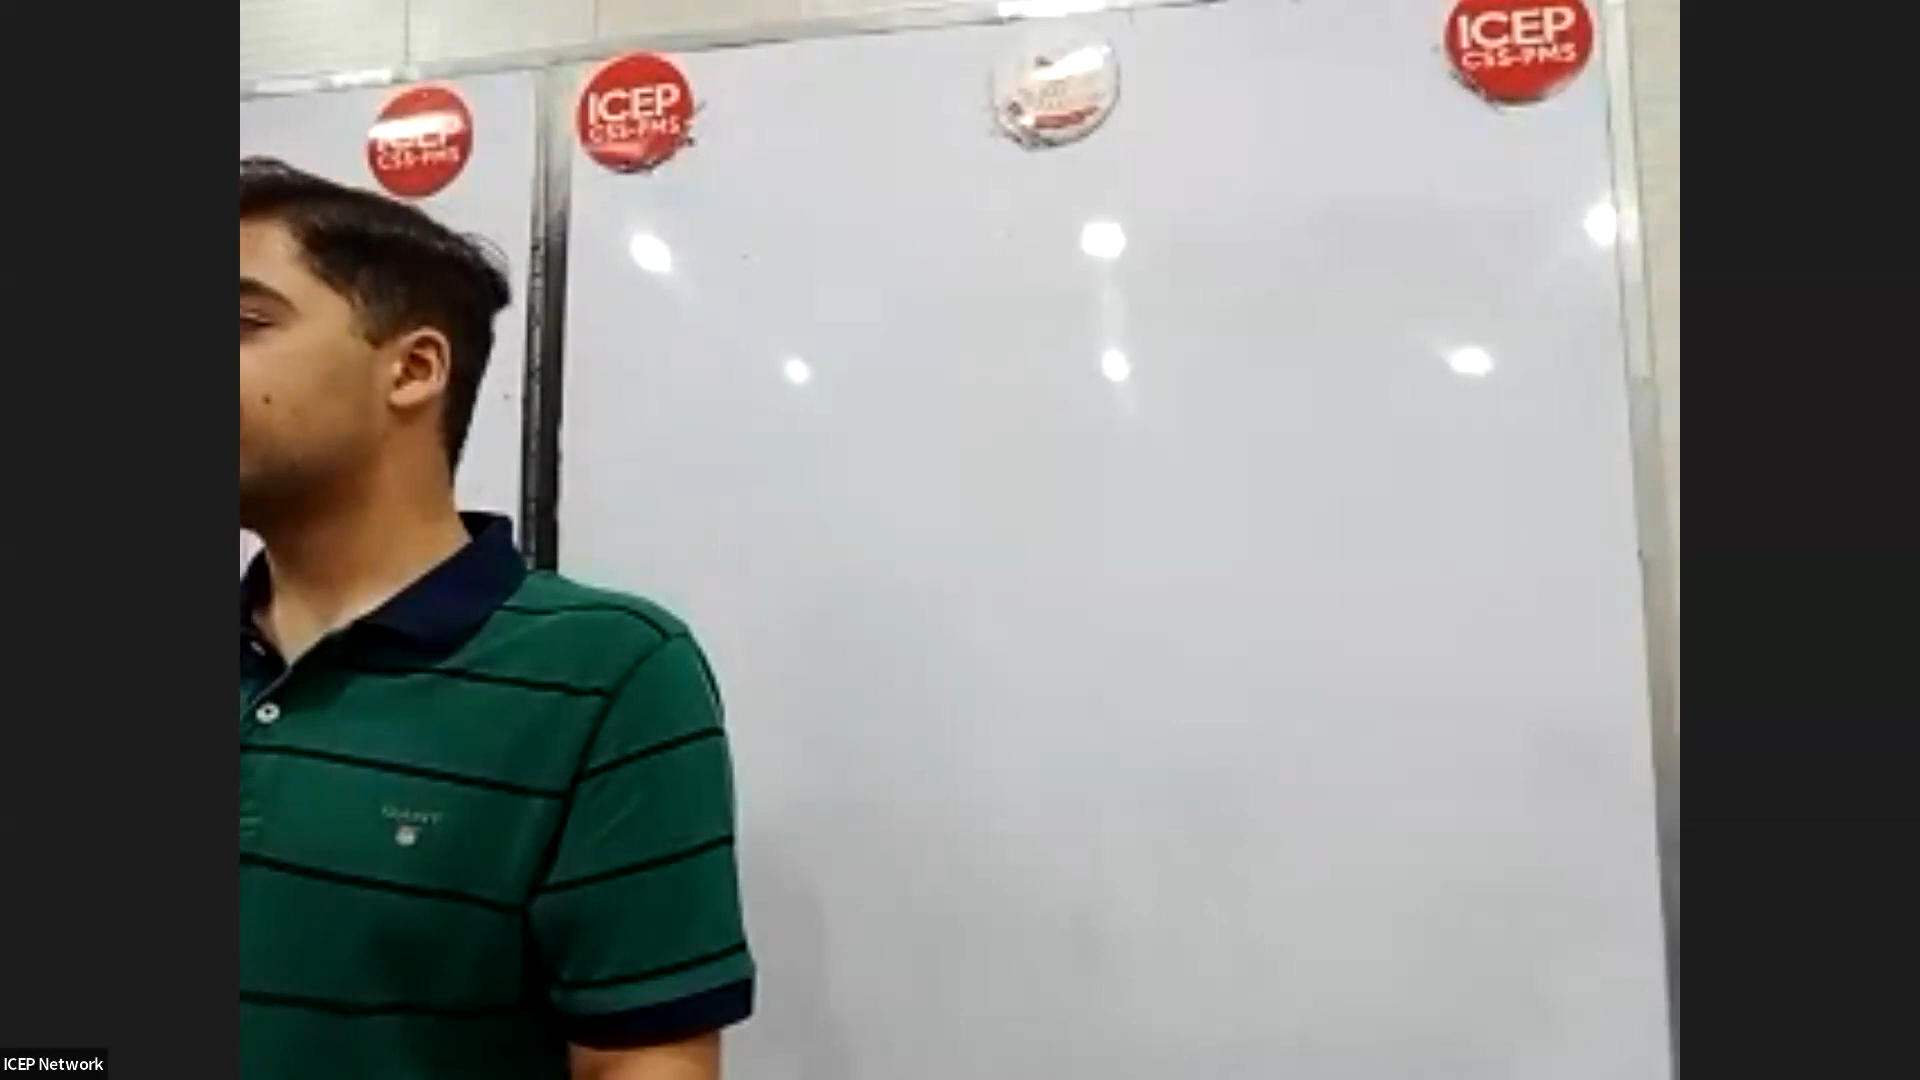 ICEP
CSS-PMS
ICEP
CSS-PMS
ICEP
CSS-PMS
GANT
ICEP Network